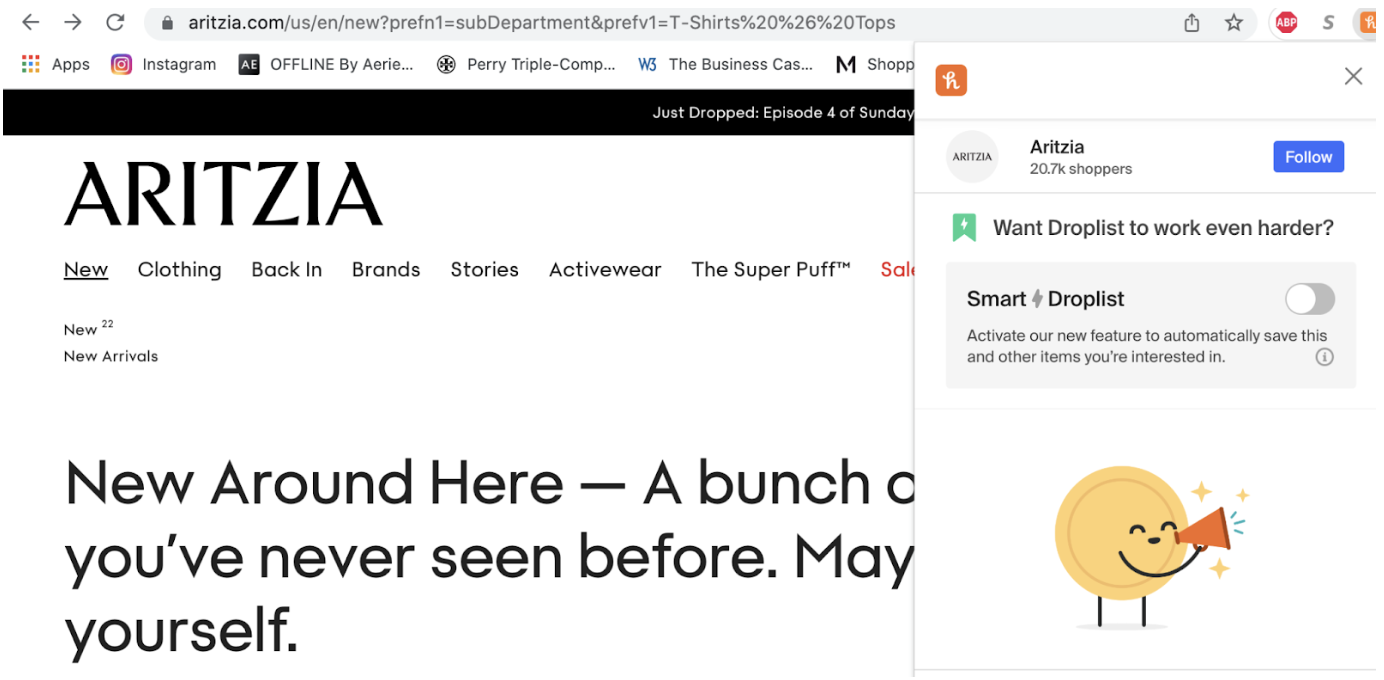 aritzia.com/us/en/new?prefn1=subDepartment&prefv1=T-Shirts%20%26%20Tops
ABP
S
h
Apps
Instagram
AE OFFLINE By Aerie...
Perry Triple-Comp...
W3 The Business Cas...
M Shopp
Just Dropped: Episode 4 of Sunday
ARITZIA
New Clothing Back In Brands Stories Activewear The Super Puff™ Sale
New 22
New Arrivals
New Around Here — A bunch o
you've never seen before. May
yourself.
h
ARITZIA
Aritzia
20.7k shoppers
Follow
Want Droplist to work even harder?
Smart Droplist
Activate our new feature to automatically save this
and other items you're interested in.